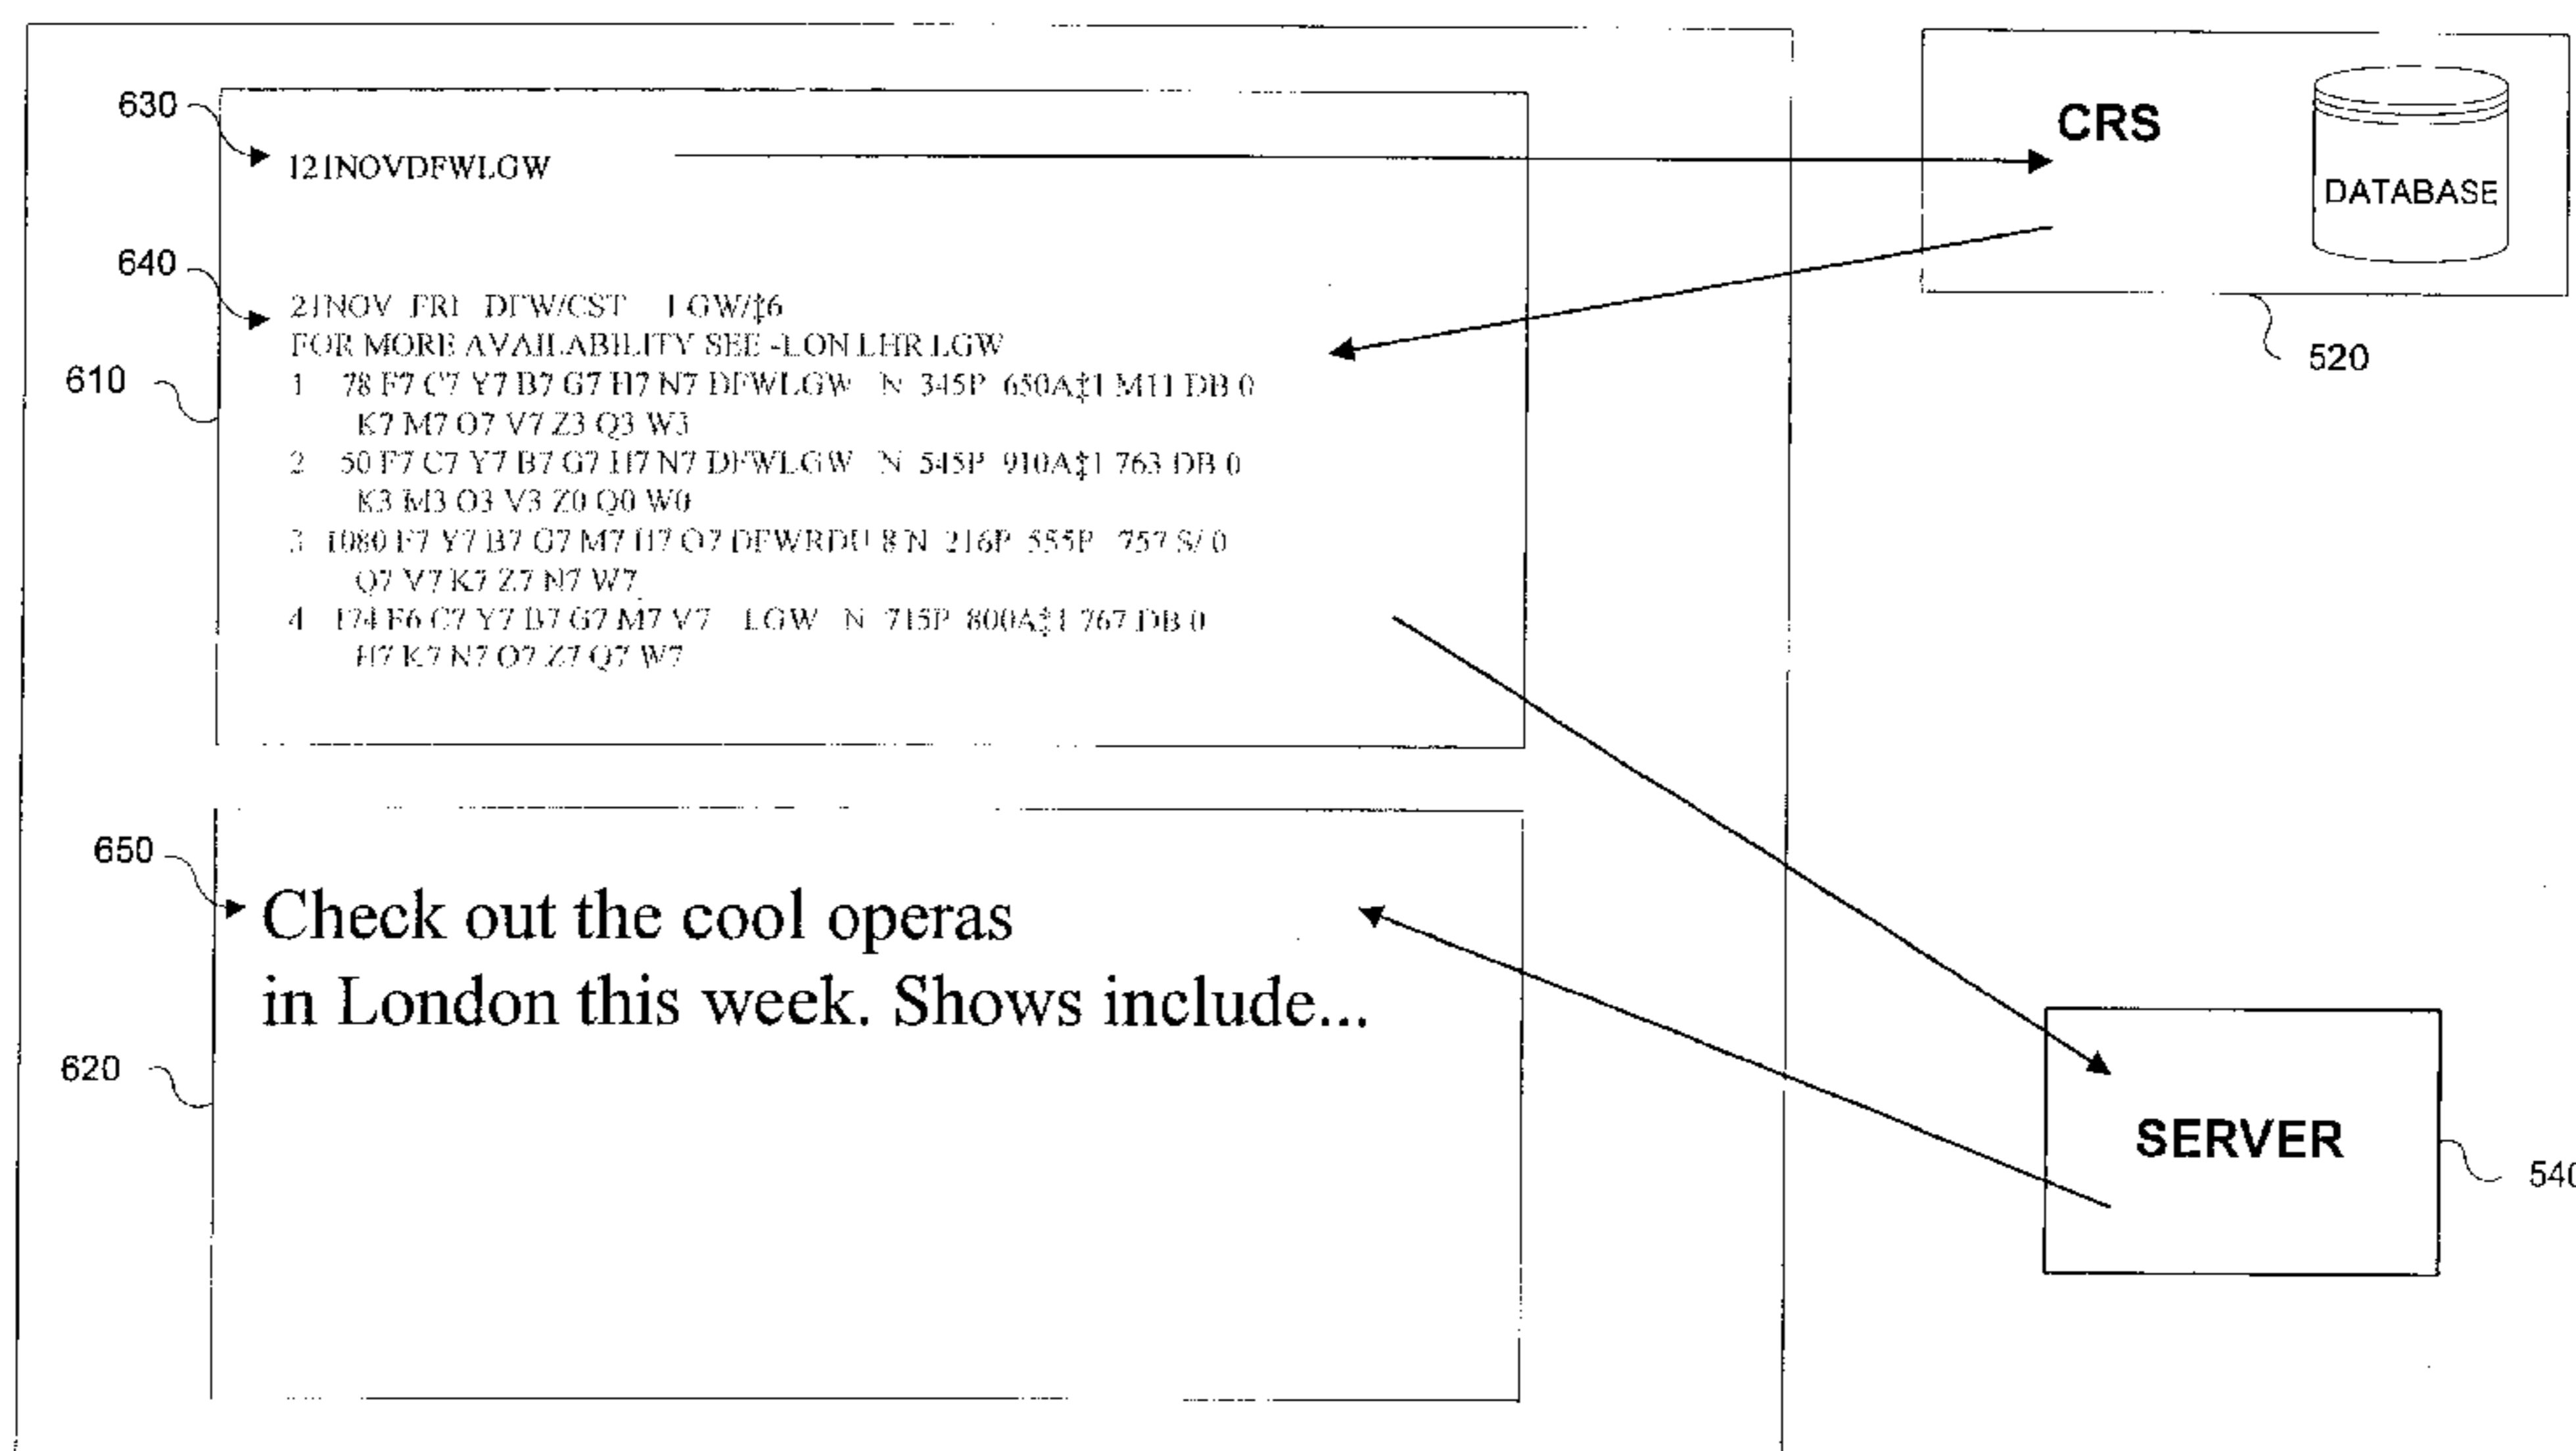 630
121NOVDFWLGW
CRS
DATABASE
520
640
21NOV FRI DFW/CST LGW/‡6
FOR MORE AVAILABILITY SEE -LON LHR LGW
610
1 78 F7 C7 Y7 B7 G7 H7 N7 DFWLGW N 345P 650A‡1 M11 DB 0
K7 M7 O7 V7 Z3 Q3 W3
2 50 F7 C7 Y7 B7 G7 H7 N7 DFWLGW N 545P 910A‡1 763 DB 0
K3 M3 O3 V3 Z0 Q0 W0
3 1080 F7 Y7 B7 G7 M7 H7 O7 DFWRDU 8 N 216P 555P 757 S/ 0
Q7 V7 K7 Z7 N7 W7
4 174 F6 C7 Y7 B7 G7 M7 V7 LGW N 715P 800A‡1 767 DB 0
H7 K7 N7 O7 Z7 Q7 W7
650
Check out the cool operas
in London this week. Shows include...
620
SERVER
540